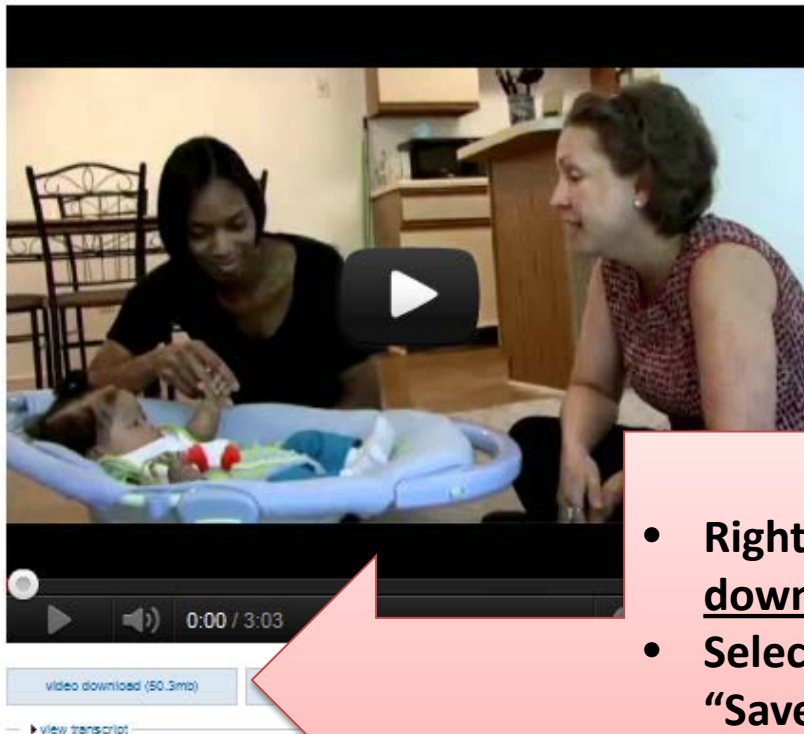 0:00 / 3:03
video download (50.3mb)
view transcript
• Right
down
• Selec
“Save